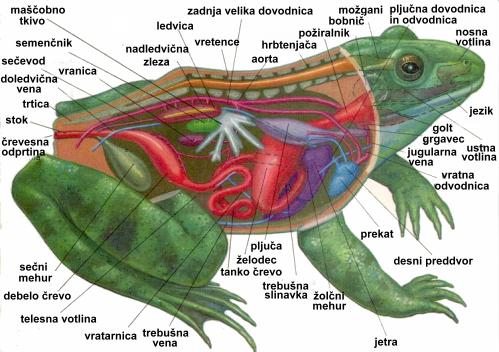 maščobno
tkivo
zadnja velika dovodnica
možgani
bobnič
pljučna dovodnica
in odvodnica
ledvica
požiralnik
nosna
votlina
semenčnik
vretence
hrbtenjača
nadledvična
zleza
aorta
sečevod
vranica
doledvična
vena
trtica
jezik
stok
golt
grgavec
črevesna
odprtina
ustna
votlina
jugularna
vena
vratna
odvodnica
prekat
pljuča
želodec
tanko črevo
desni preddvor
sečni
mehur
debelo črevo
trebušna
slinavka
žolčni
mehur
telesna votlina
vratarnica
trebušna
vena
jetra